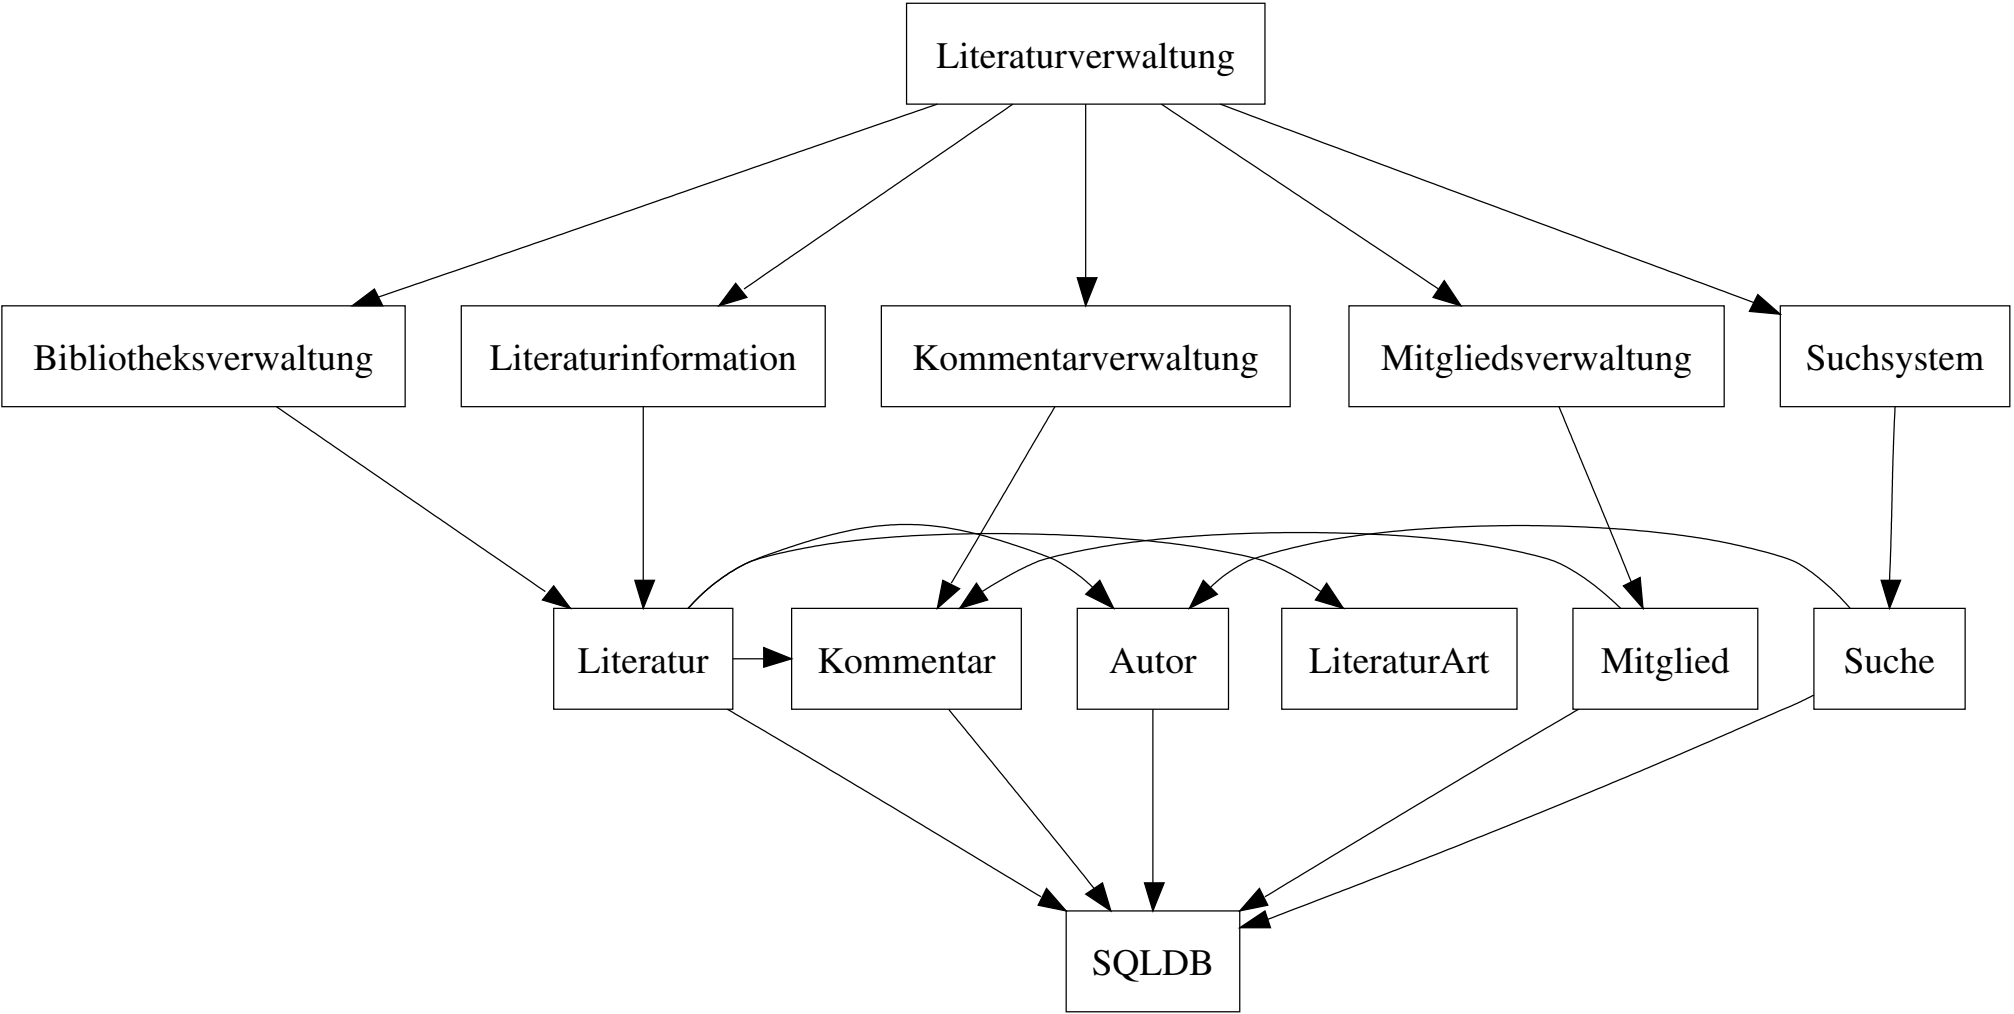 Literaturverwaltung
Bibliotheksverwaltung
Literaturinformation
Kommentarverwaltung
Mitgliedsverwaltung
Suchsystem
Literatur
Kommentar
Autor
LiteraturArt
Mitglied
Suche
SQLDB